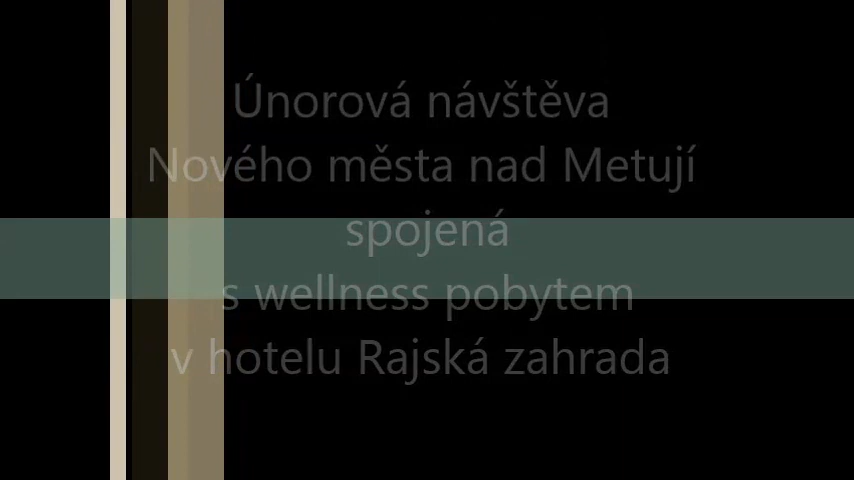 Únorová návštěva
Nového města nad Metují
spojená
s wellness pobytem
v hotelu Rajská zahrada